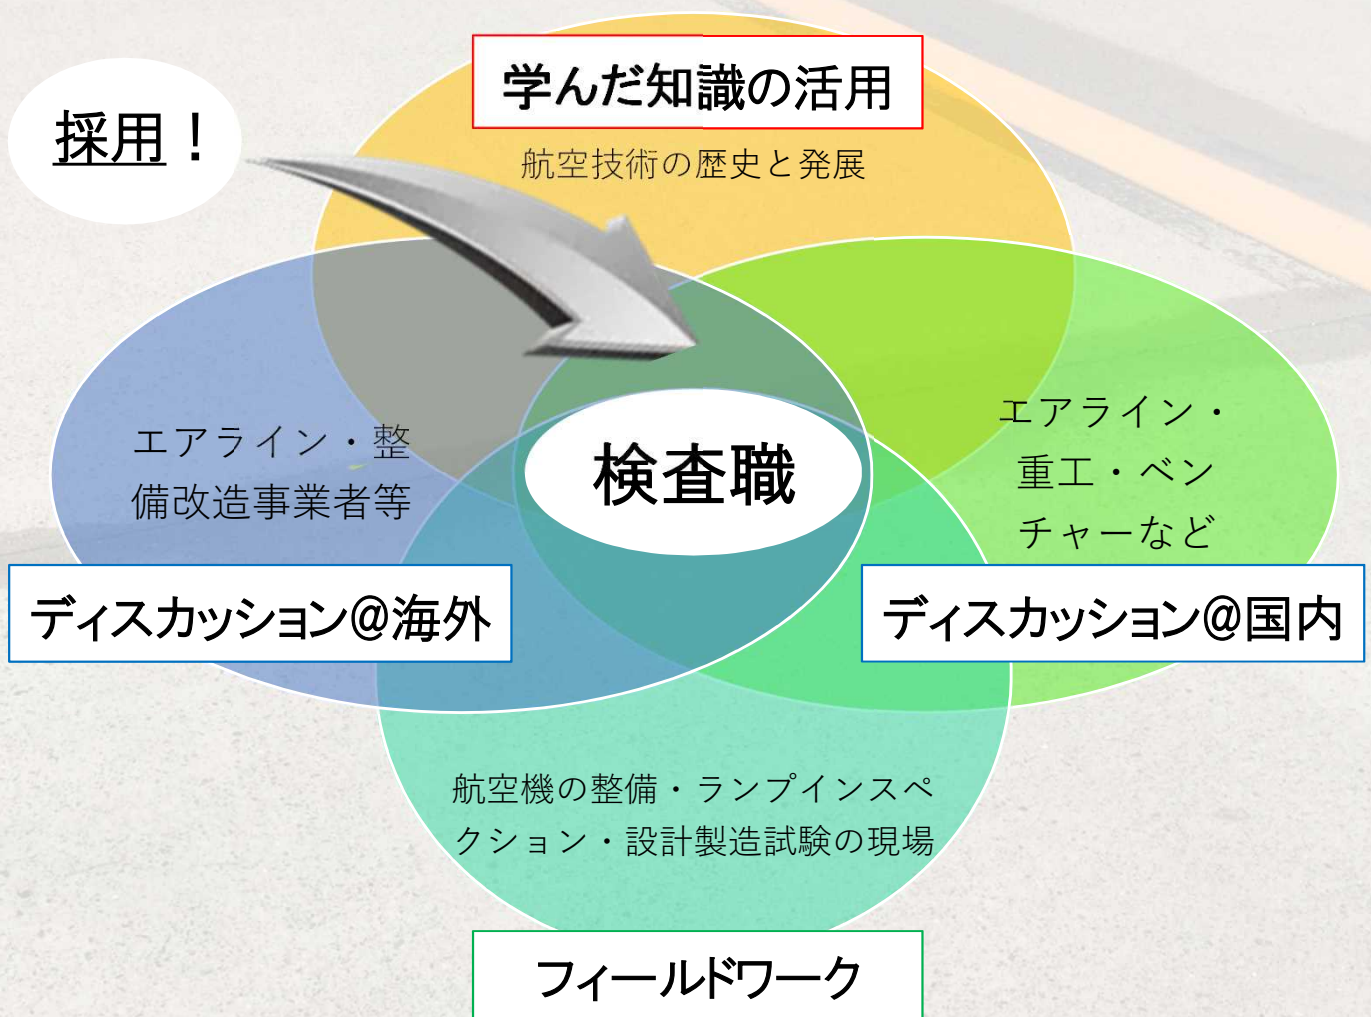 学んだ知識の活用
採用！
航空技術の歴史と発展
エアライン・整
備改造事業者等
検査職
エアライン・
重工・ベン
チャーなど
ディスカッション@海外
ディスカッション@国内
航空機の整備・ランプインスペ
クション・設計製造試験の現場
フィールドワーク